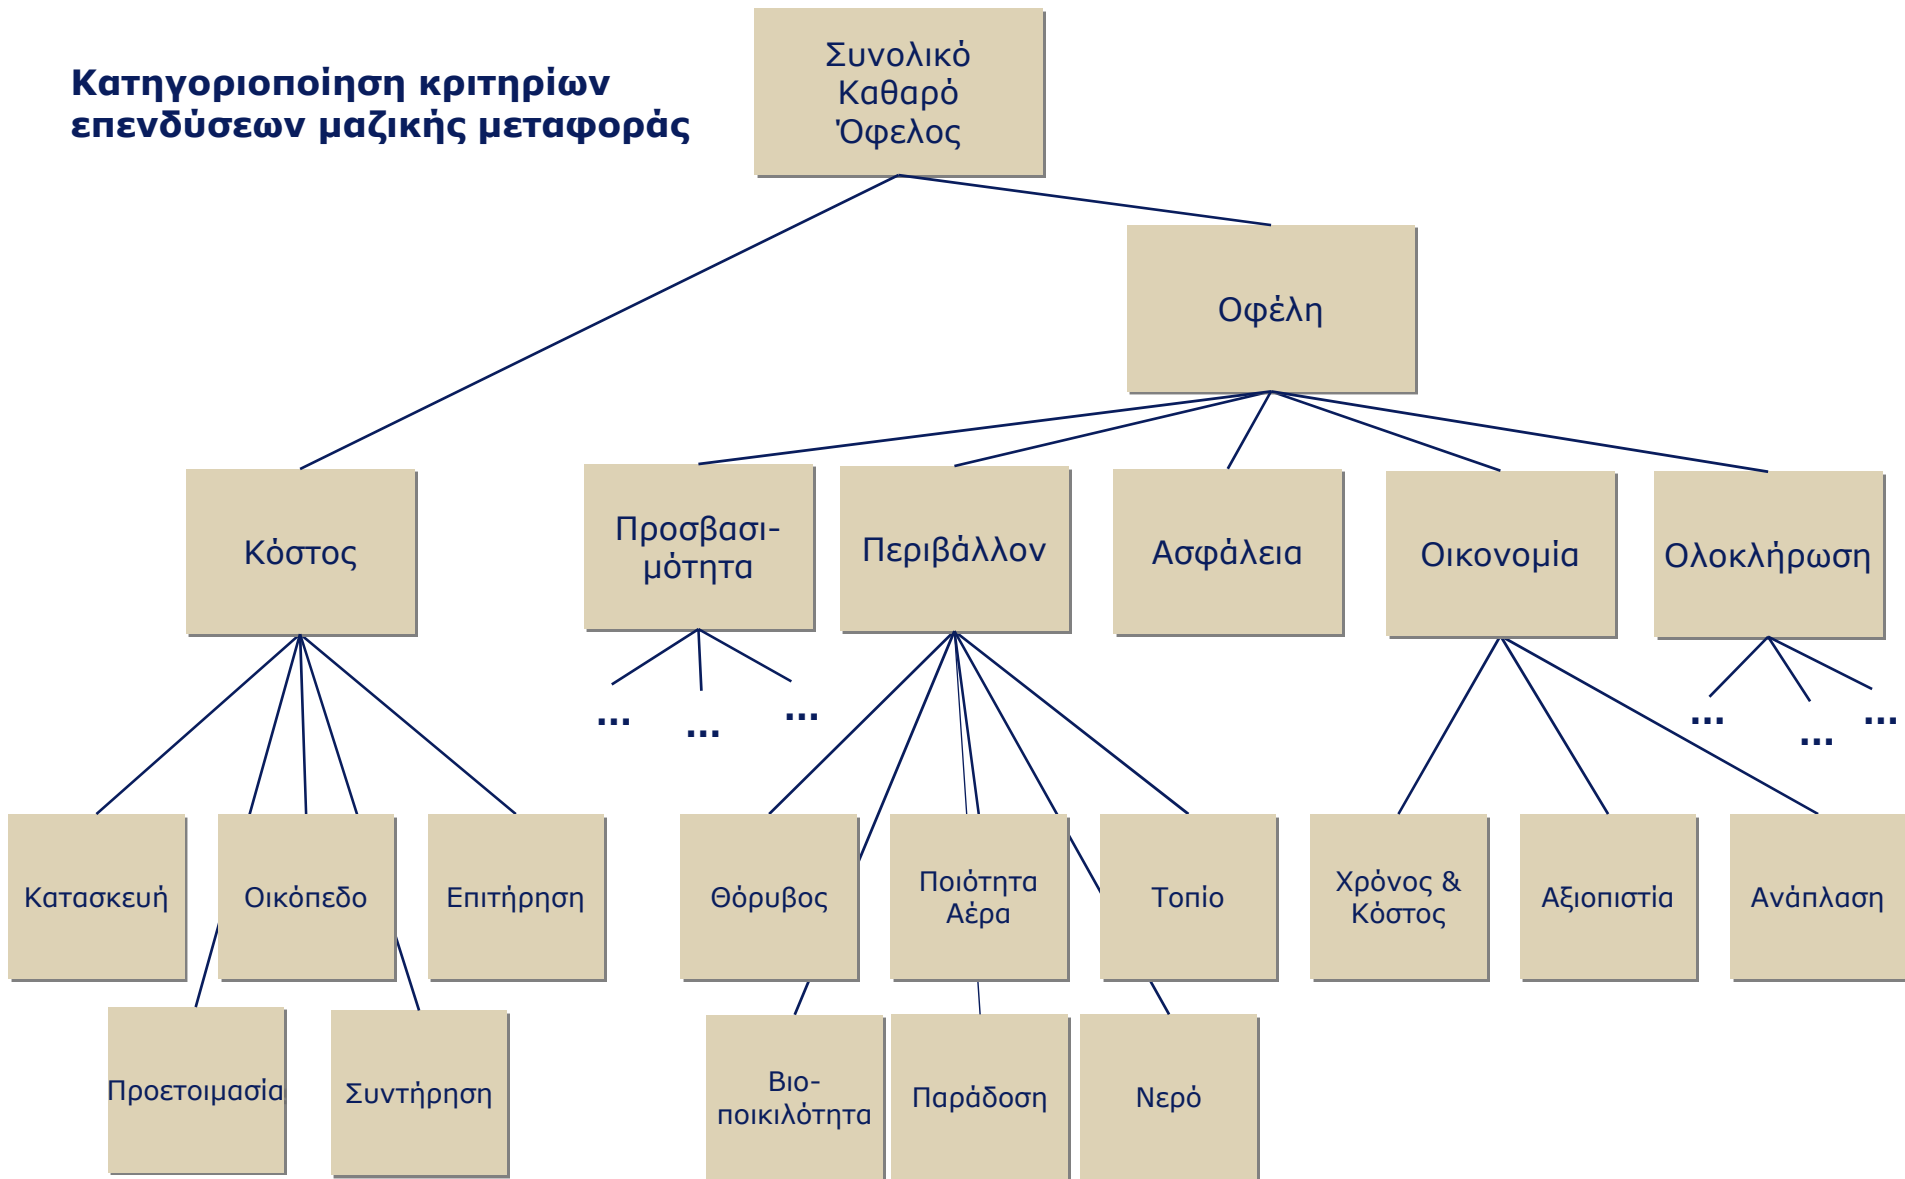 Κατηγοριοποίηση κριτηρίων
επενδύσεων μαζικής μεταφοράς
Συνολικό
Καθαρό
Όφελος
Οφέλη
Κόστος
Προσβασι-
μότητα
Περιβάλλον
Ασφάλεια
Οικονομία
Ολοκλήρωση
...
...
...
...
...
...
Κατασκευή
Οικόπεδο
Επιτήρηση
Θόρυβος
Ποιότητα
Αέρα
Τοπίο
Χρόνος &
Κόστος
Αξιοπιστία
Ανάπλαση
Προετοιμασία
Συντήρηση
Βιο-
ποικιλότητα
Παράδοση
Νερό